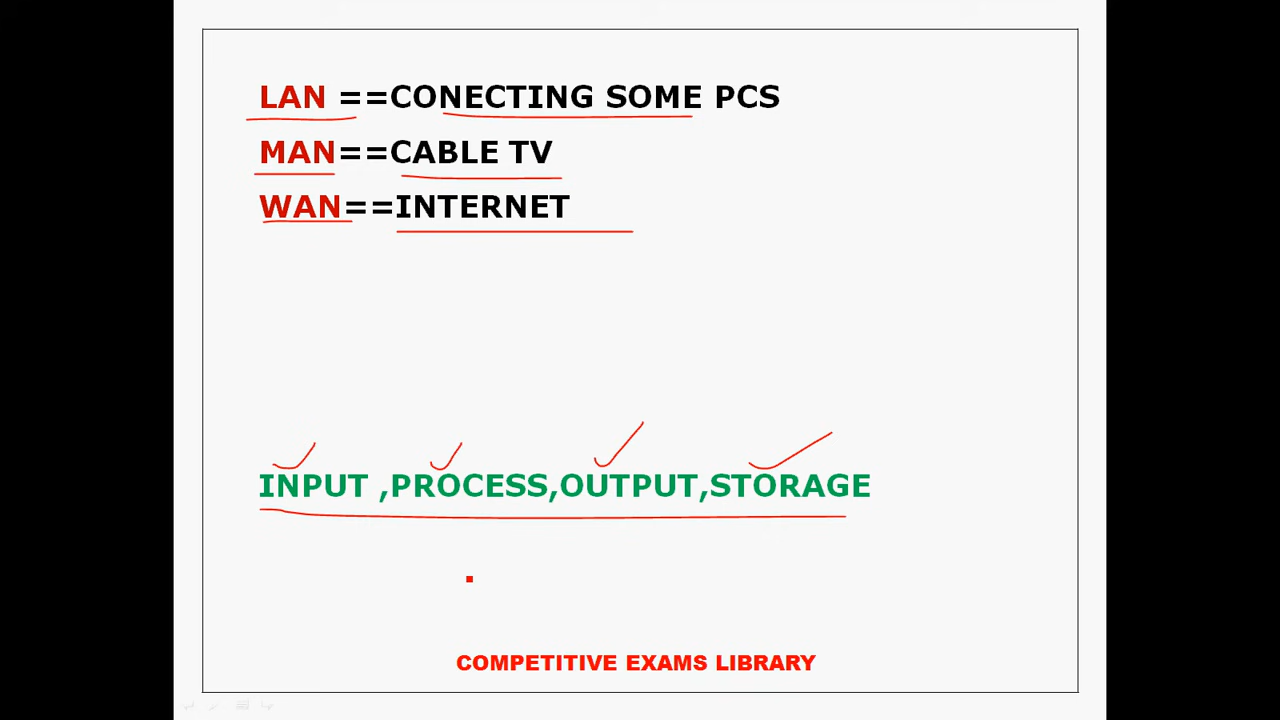 LAN ==CONECTING SOME PCS
MAN==CABLE TV
WAN==INTERNET
INPUT ,PROCESS,OUTPUT,STORAGE
COMPETITIVE EXAMS LIBRARY